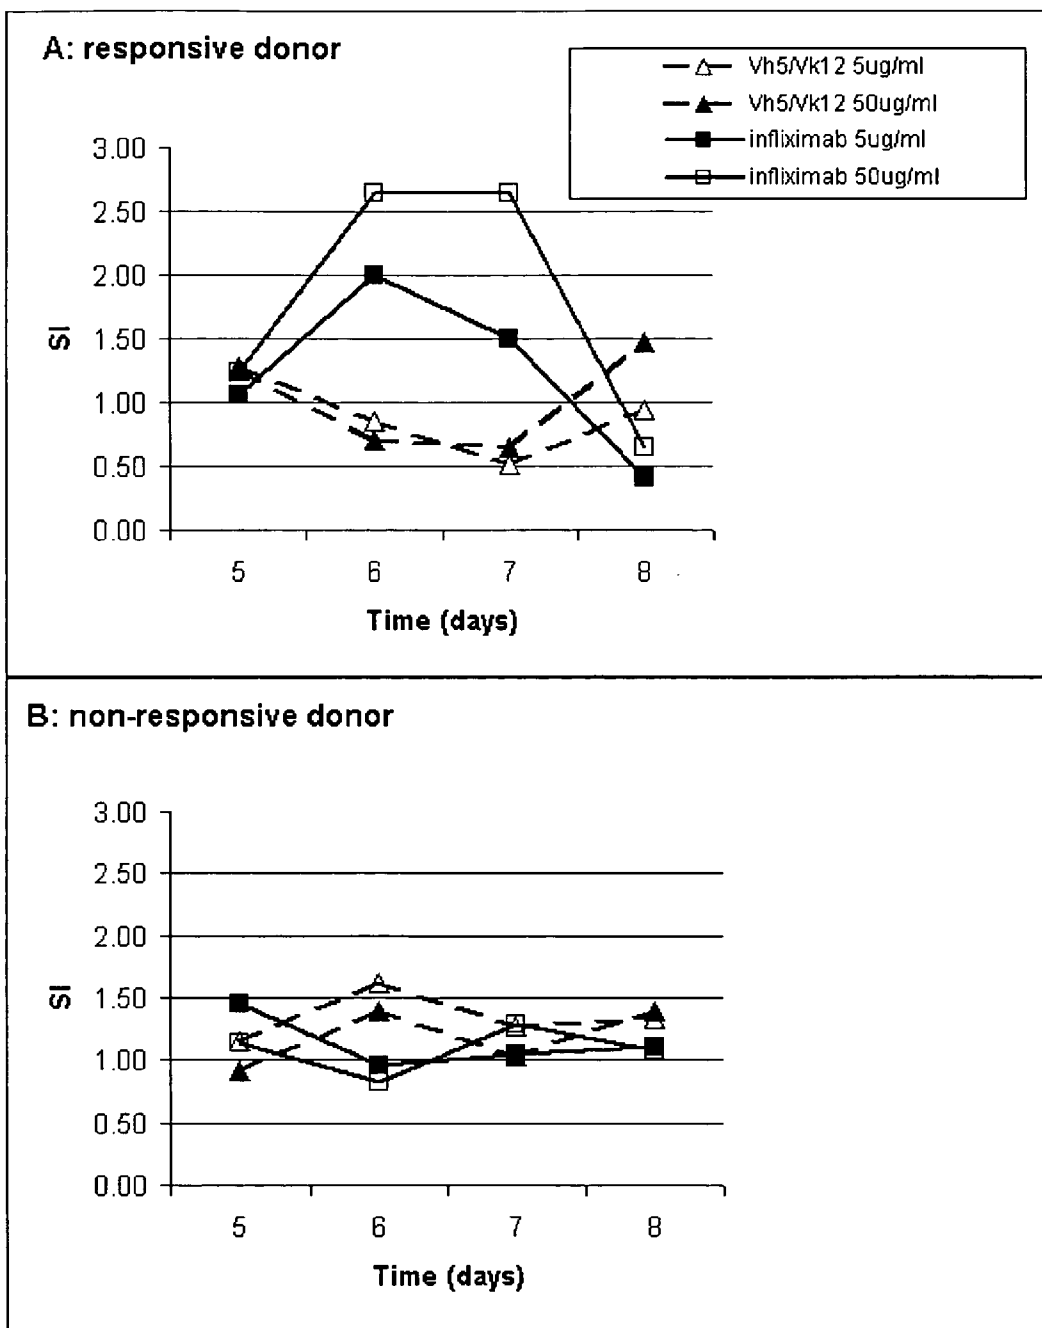 A: responsive donor
Vh5/Vk12 5ug/ml
Vh5/Vk12 50ug/ml
infliximab 5ug/ml
infliximab 50ug/ml
3.00
2.50
2.00
1.50
1.00
0.50
0.00
SI
5 6 7 8
Time (days)
B: non-responsive donor
3.00
2.50
2.00
1.50
1.00
0.50
0.00
SI
5 6 7 8
Time (days)